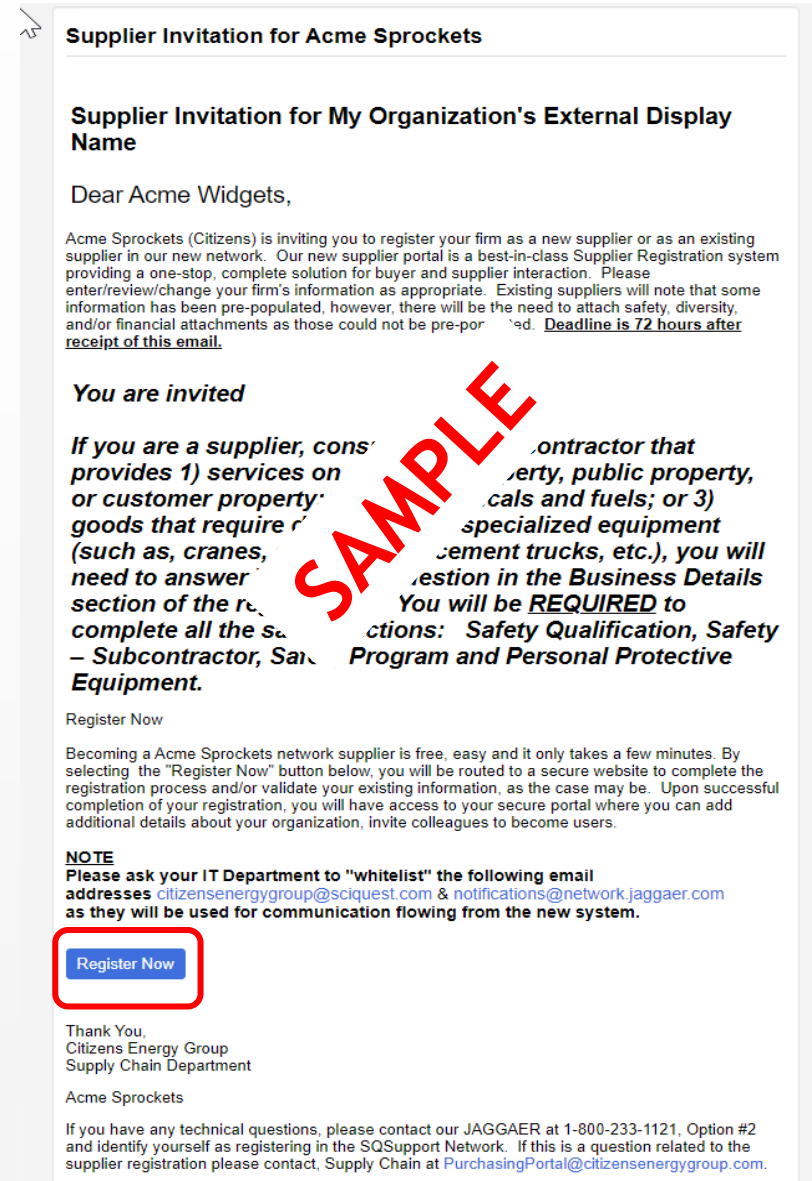 Supplier Invitation for Acme Sprockets
Supplier Invitation for My Organization's External Display
Name
Dear Acme Widgets,
Acme Sprockets (Citizens) is inviting you to register your firm as a new supplier or as an existing
supplier in our new network.  Our new supplier portal is a best-in-class Supplier Registration system
providing a one-stop, complete solution for buyer and supplier interaction.  Please
enter/review/change your firm's information as appropriate.  Existing suppliers will note that some
information has been pre-populated, however, there will be the need to attach safety, diversity,
and/or financial attachments as those could not be  Deadline is 72 hours after
receipt of this email.
You are invited
If you are a supplier, that
provides 1) services on public property,
or customer property; and fuels; or 3)
goods that require specialized equipment
(such as, cranes, cement trucks, etc.), you will
need to answer in the Business Details
section of the You will be REQUIRED to
complete all the Safety Qualification, Safety
– Subcontractor, Program and Personal Protective
Equipment.
SAMPLE
Register Now
Becoming a Acme Sprockets network supplier is free, easy and it only takes a few minutes. By
selecting  the "Register Now" button below, you will be routed to a secure website to complete the
registration process and/or validate your existing information, as the case may be.  Upon successful
completion of your registration, you will have access to your secure portal where you can add
additional details about your organization, invite colleagues to become users.
NOTE
Please ask your IT Department to "whitelist" the following email
addresses citizensenergygroup@sciquest.com & notifications@network.jaggaer.com
as they will be used for communication flowing from the new system.
Register Now
Thank You,
Citizens Energy Group
Supply Chain Department
Acme Sprockets
If you have any technical questions, please contact our JAGGAER at 1-800-233-1121, Option #2
and identify yourself as registering in the SQSupport Network.  If this is a question related to the
supplier registration please contact, Supply Chain at PurchasingPortal@citizensenergygroup.com.